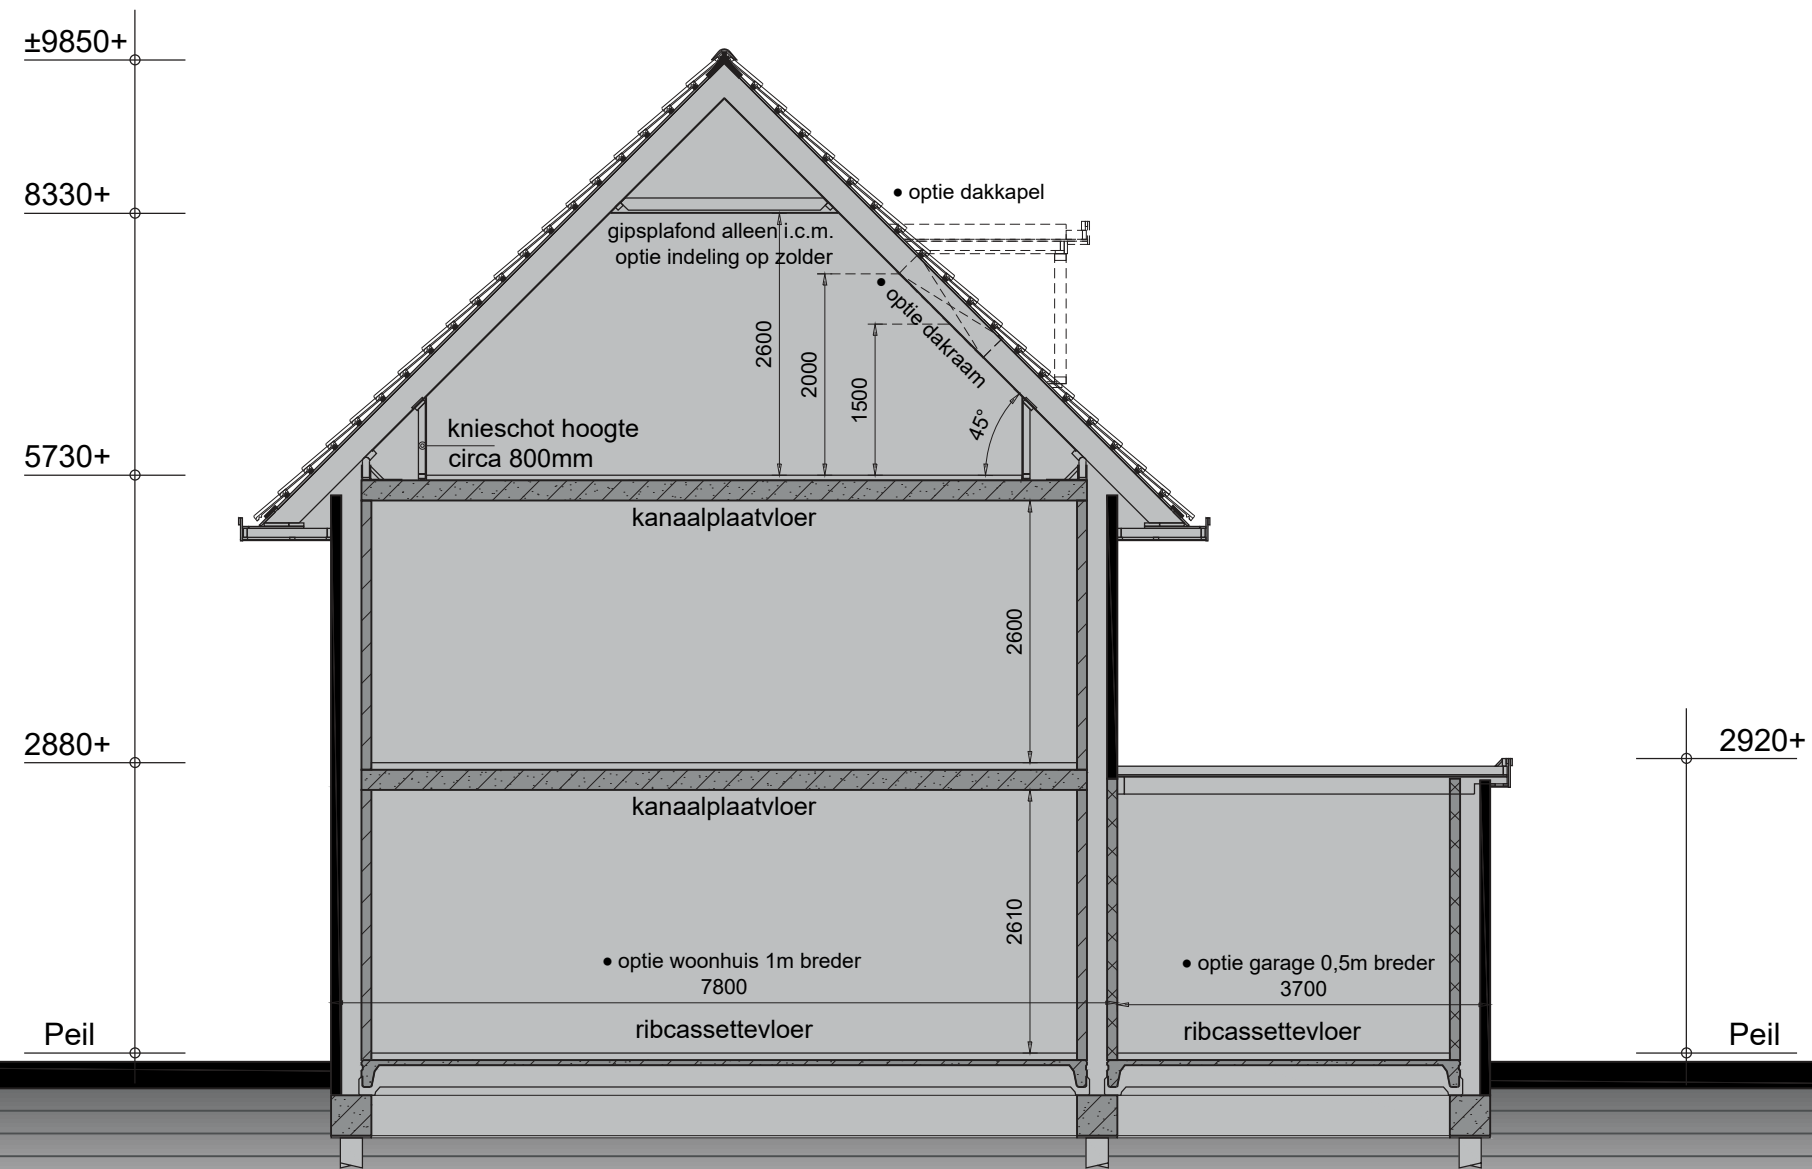 ±9850+
8330+
5730+
2880+
Peil
• optie dakkapel
gipsplafond alleen i.c.m.
optie indeling op zolder
• optie dakraam
2600
2000
1500
45°
knieschot hoogte
circa 800mm
kanaalplaatvloer
2600
kanaalplaatvloer
2610
• optie woonhuis 1m breder
7800
ribcassettevloer
• optie garage 0,5m breder
3700
ribcassettevloer
2920+
Peil